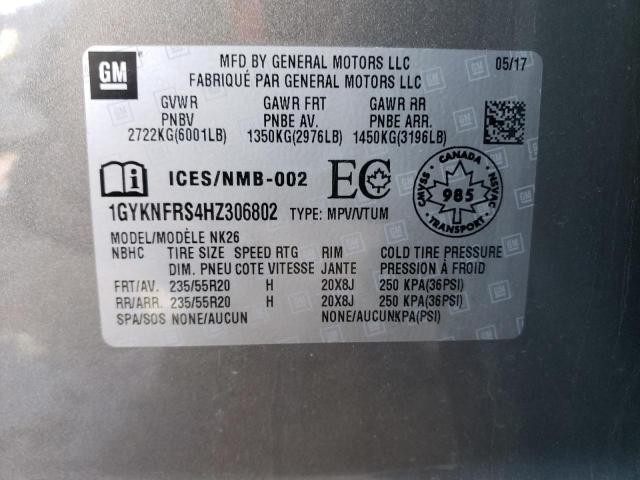 GM
MFD BY GENERAL MOTORS LLC 05/17
FABRIQUÉ PAR GENERAL MOTORS LLC
GVWR GAWR FRT GAWR RR
PNBV PNBE AV. PNBE ARR.
2722KG(6001LB) 1350KG(2976LB) 1450KG(3196LB)
ICES/NMB-002 EC CANADA CMVSS NSVAC 985 TRANSPORT
1GYKNFRS4HZ306802 TYPE: MPV/VTUM
MODEL/MODÈLE NK26
NBHC TIRE SIZE SPEED RTG RIM COLD TIRE PRESSURE
DIM. PNEU COTE VITESSE JANTE PRESSION À FROID
FRT/AV. 235/55R20 H 20X8J 250 KPA(36PSI)
RR/ARR. 235/55R20 H 20X8J 250 KPA(36PSI)
SPA/SOS NONE/AUCUN NONE/AUCUNKPA(PSI)